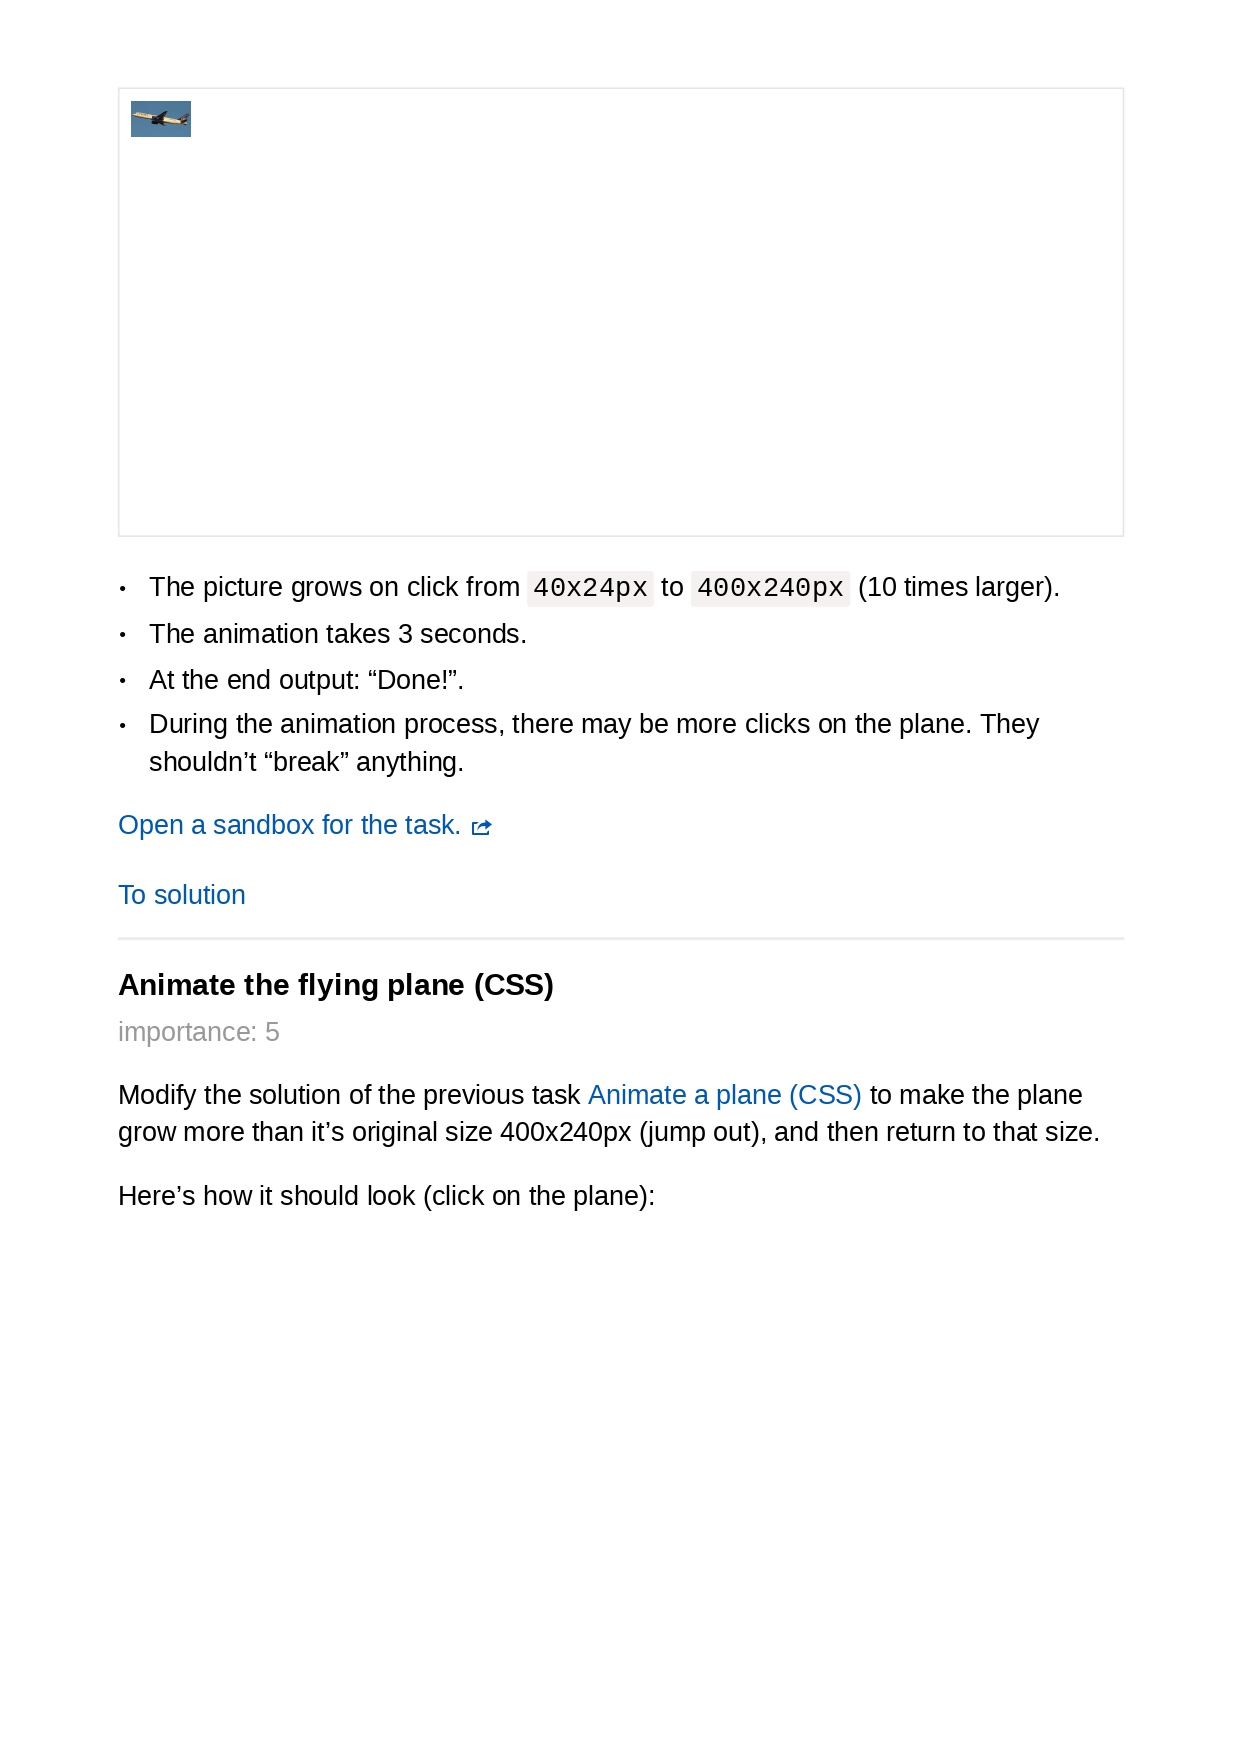 • The picture grows on click from 40x24px to 400x240px (10 times larger).
• The animation takes 3 seconds.
• At the end output: “Done!”.
• During the animation process, there may be more clicks on the plane. They
shouldn’t “break” anything.
Open a sandbox for the task.
To solution
Animate the flying plane (CSS)
importance: 5
Modify the solution of the previous task Animate a plane (CSS) to make the plane
grow more than it’s original size 400x240px (jump out), and then return to that size.
Here’s how it should look (click on the plane):